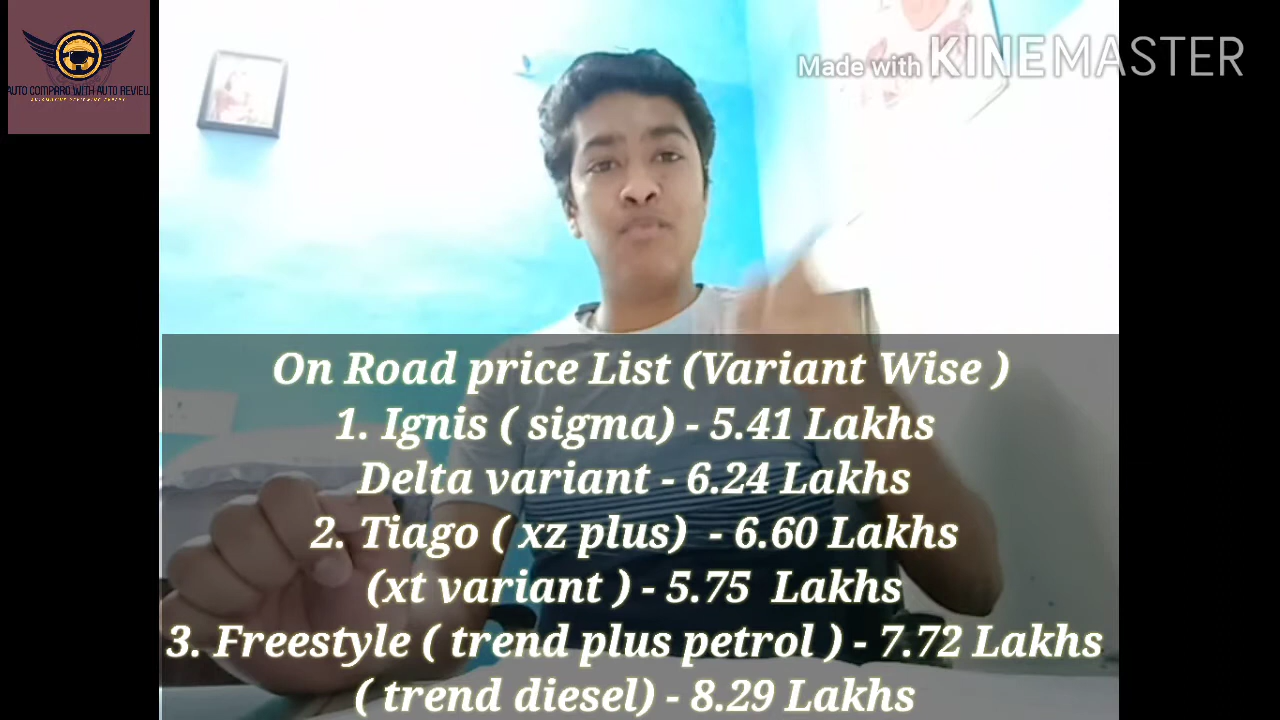 AUTO COMPARO WITH AUTO REVIEW
Made with KINEMASTER
On Road price List (Variant Wise )
1. Ignis ( sigma) - 5.41 Lakhs
Delta variant - 6.24 Lakhs
2. Tiago ( xz plus) - 6.60 Lakhs
(xt variant ) - 5.75 Lakhs
3. Freestyle ( trend plus petrol ) - 7.72 Lakhs
( trend diesel) - 8.29 Lakhs